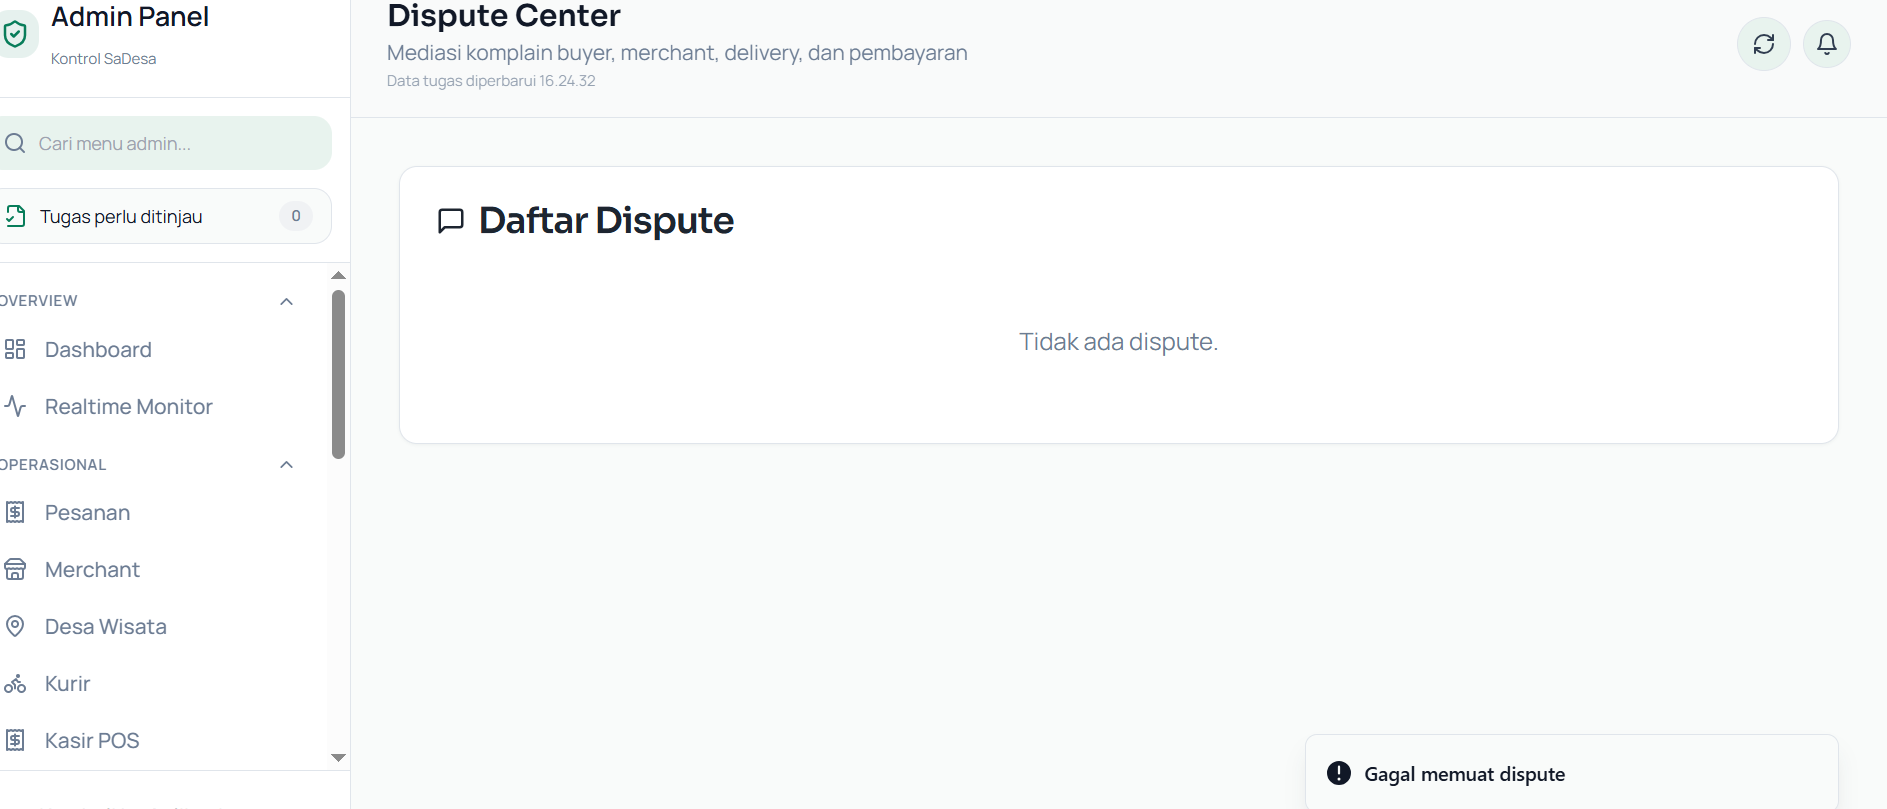 Admin Panel
Kontrol SaDesa
Cari menu admin...
Tugas perlu ditinjau 0
OVERVIEW
Dashboard
Realtime Monitor
OPERASIONAL
Pesanan
Merchant
Desa Wisata
Kurir
Kasir POS
Dispute Center
Mediasi komplain buyer, merchant, delivery, dan pembayaran
Data tugas diperbarui 16.24.32
Daftar Dispute
Tidak ada dispute.
Gagal memuat dispute